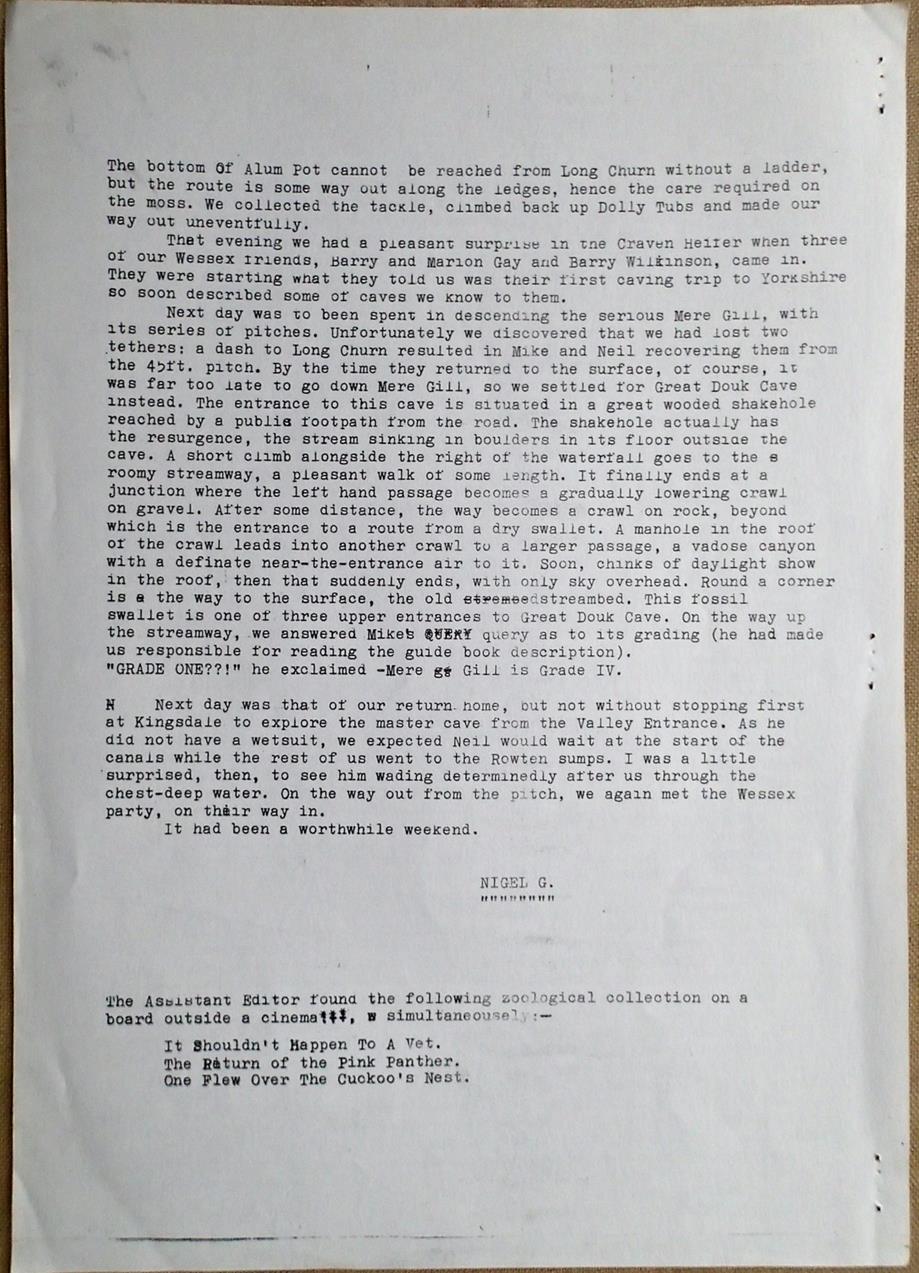 The bottom of Alum Pot cannot be reached from Long Churn without a ladder,
but the route is some way out along the ledges, hence the care required on
the moss. We collected the tackle, climbed back up Dolly Tubs and made our
way out uneventfully.
That evening we had a pleasant surprise in the Craven Heifer when three
of our Wessex friends, Barry and Marion Gay and Barry Wilkinson, came in.
They were starting what they told us was their first caving trip to Yorkshire
so soon described some of caves we know to them.
Next day was to been spent in descending the serious Mere Gill, with
its series of pitches. Unfortunately we discovered that we had lost two
tethers: a dash to Long Churn resulted in Mike and Neil recovering them from
the 45ft. pitch. By the time they returned to the surface, of course, it
was far too late to go down Mere Gill, so we settled for Great Douk Cave
instead. The entrance to this cave is situated in a great wooded shakehole
reached by a public footpath from the road. The shakehole actually has
the resurgence, the stream sinking in boulders in its floor outside the
cave. A short climb alongside the right of the waterfall goes to the s
roomy streamway, a pleasant walk of some length. It finally ends at a
junction where the left hand passage becomes a gradually lowering crawl
on gravel. After some distance, the way becomes a crawl on rock, beyond
which is the entrance to a route from a dry swallet. A manhole in the roof
of the crawl leads into another crawl to a larger passage, a vadose canyon
with a definate near-the-entrance air to it. Soon, chinks of daylight show
in the roof, then that suddenly ends, with only sky overhead. Round a corner
is a the way to the surface, the old stremeedstreambed. This fossil
swallet is one of three upper entrances to Great Douk Cave. On the way up
the streamway, we answered Mike's QUERY query as to its grading (he had made
us responsible for reading the guide book description).
"GRADE ONE??!" he exclaimed -Mere gg Gill is Grade IV.
N Next day was that of our return home, but not without stopping first
at Kingsdale to explore the master cave from the Valley Entrance. As he
did not have a wetsuit, we expected Neil would wait at the start of the
canals while the rest of us went to the Rowten sumps. I was a little
surprised, then, to see him wading determinedly after us through the
chest-deep water. On the way out from the pitch, we again met the Wessex
party, on their way in.
It had been a worthwhile weekend.
NIGEL G.
""""""""
The Assistant Editor found the following zoological collection on a
board outside a cinema, w simultaneousely:-
It Shouldn't Happen To A Vet.
The Return of the Pink Panther.
One Flew Over The Cuckoo's Nest.